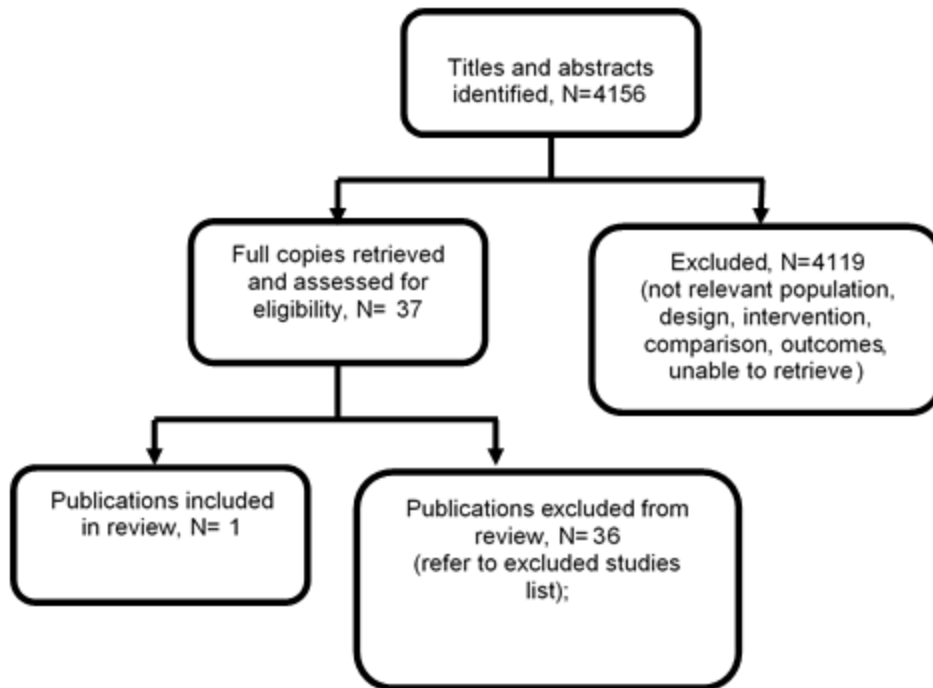 Titles and abstracts
identified, N=4156
Full copies retrieved
and assessed for
eligibility, N= 37
Excluded, N=4119
(not relevant population,
design, intervention,
comparison, outcomes,
unable to retrieve)
Publications included
in review, N= 1
Publications excluded from
review, N= 36
(refer to excluded studies
list);